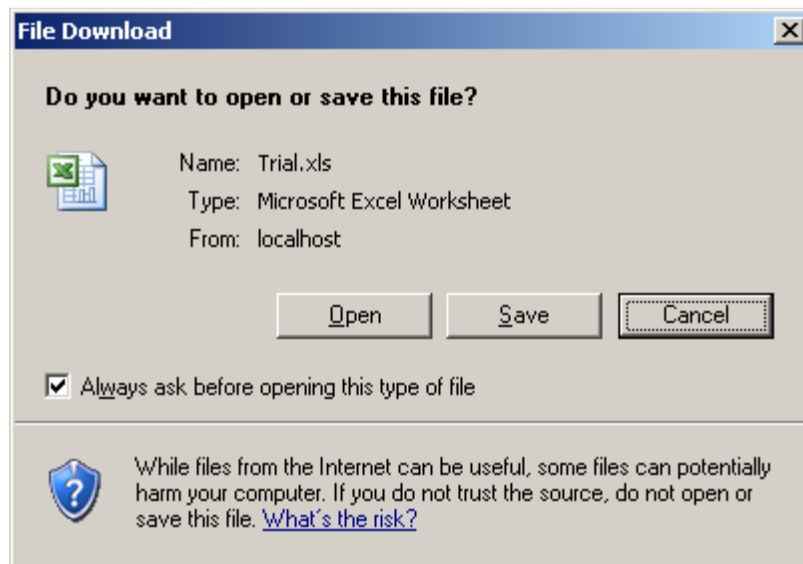 File Download
Do you want to open or save this file?
Name: Trial.xls
Type: Microsoft Excel Worksheet
From: localhost
Open Save Cancel
Always ask before opening this type of file
While files from the Internet can be useful, some files can potentially
harm your computer. If you do not trust the source, do not open or
save this file. What's the risk?